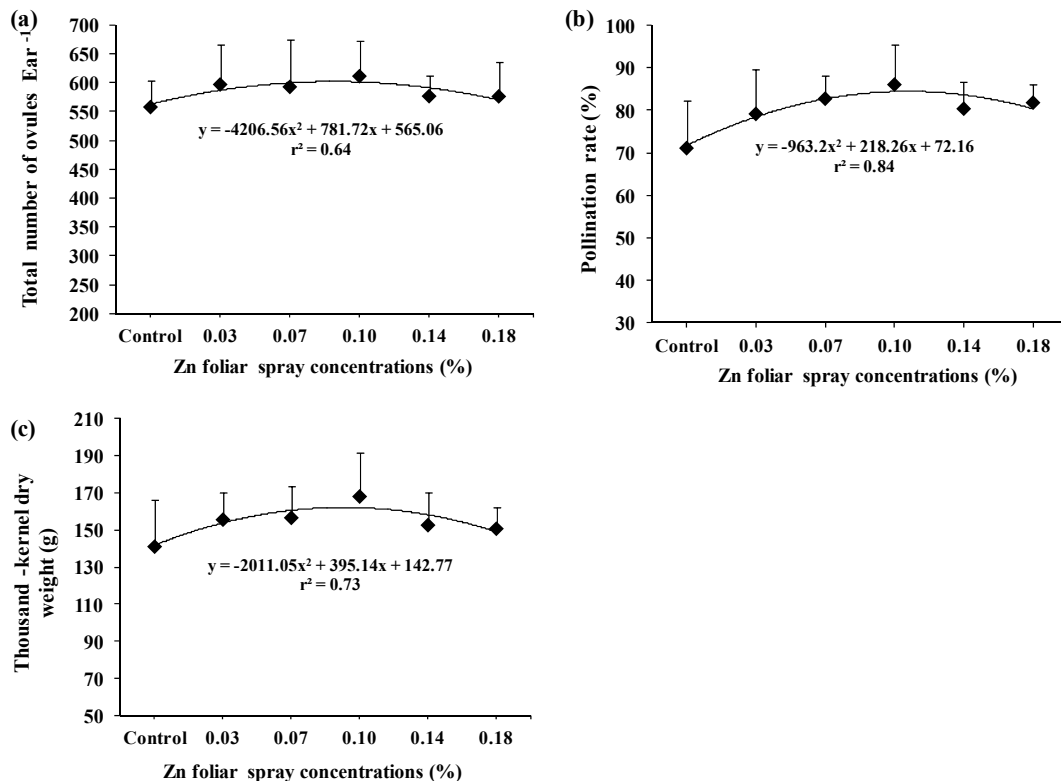 (a)
Total number of ovules Ear ⁻¹
700
650
600
550
500
450
400
350
300
250
200
y = -4206.56x² + 781.72x + 565.06
r² = 0.64
Control 0.03 0.07 0.10 0.14 0.18
Zn foliar spray concentrations (%)
(b)
Pollination rate (%)
100
90
80
70
60
50
40
30
y = -963.2x² + 218.26x + 72.16
r² = 0.84
Control 0.03 0.07 0.10 0.14 0.18
Zn foliar spray concentrations (%)
(c)
Thousand -kernel dry
weight (g)
210
190
170
150
130
110
90
70
50
y = -2011.05x² + 395.14x + 142.77
r² = 0.73
Control 0.03 0.07 0.10 0.14 0.18
Zn foliar spray concentrations (%)